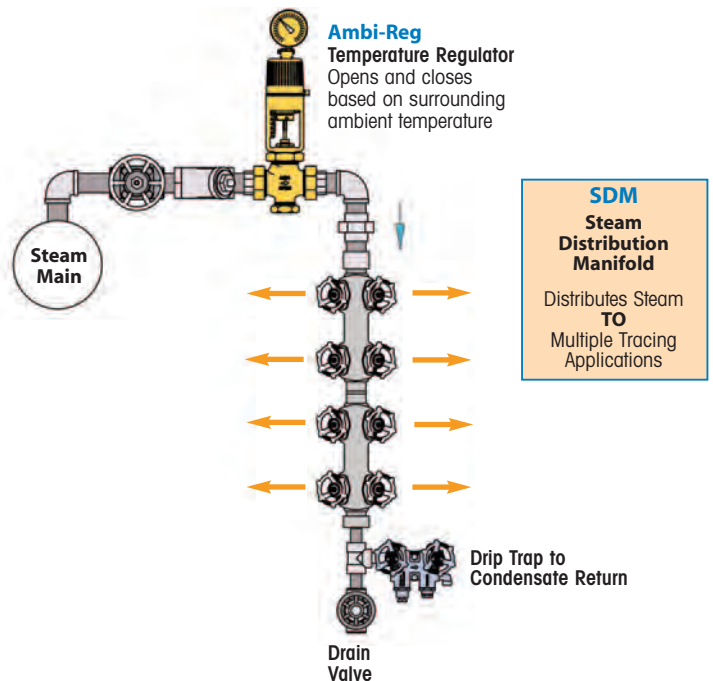 Ambi-Reg
Temperature Regulator
Opens and closes
based on surrounding
ambient temperature
Steam
Main
SDM
Steam
Distribution
Manifold
Distributes Steam
TO
Multiple Tracing
Applications
Drip Trap to
Condensate Return
Drain
Valve